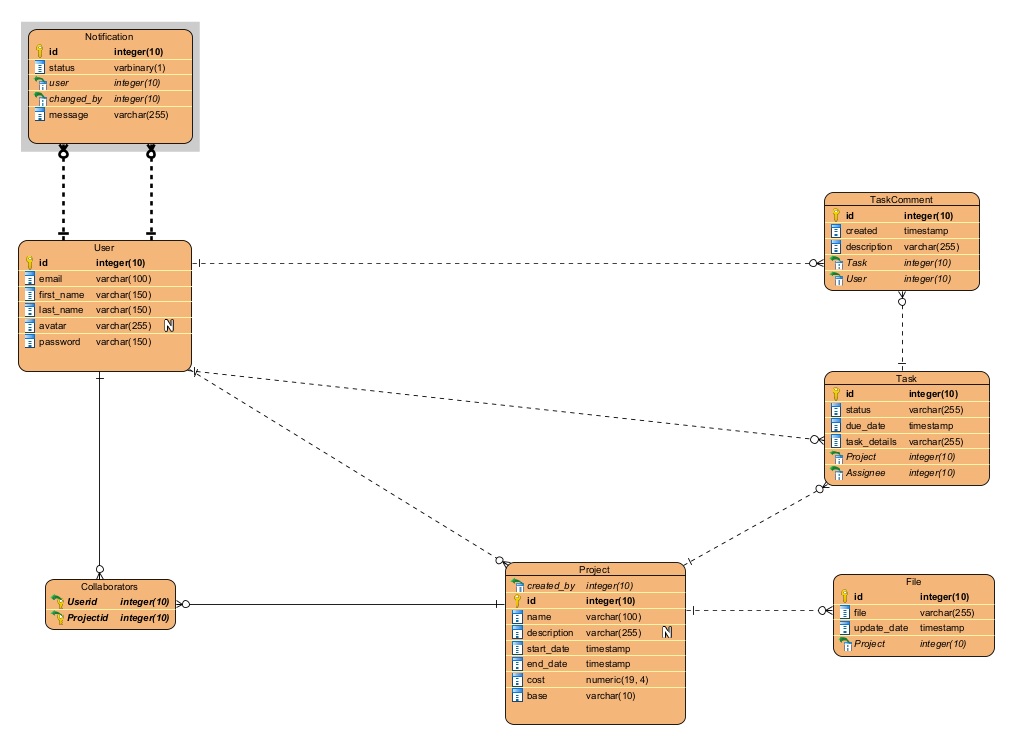 Notification
id integer(10)
status varbinary(1)
user integer(10)
changed_by integer(10)
message varchar(255)
User
id integer(10)
email varchar(100)
first_name varchar(150)
last_name varchar(150)
avatar varchar(255) N
password varchar(150)
TaskComment
id integer(10)
created timestamp
description varchar(255)
Task integer(10)
User integer(10)
Task
id integer(10)
status varchar(255)
due_date timestamp
task_details varchar(255)
Project integer(10)
Assignee integer(10)
Collaborators
Userid integer(10)
Projectid integer(10)
Project
created_by integer(10)
id integer(10)
name varchar(100)
description varchar(255) N
start_date timestamp
end_date timestamp
cost numeric(19, 4)
base varchar(10)
File
id integer(10)
file varchar(255)
update_date timestamp
Project integer(10)